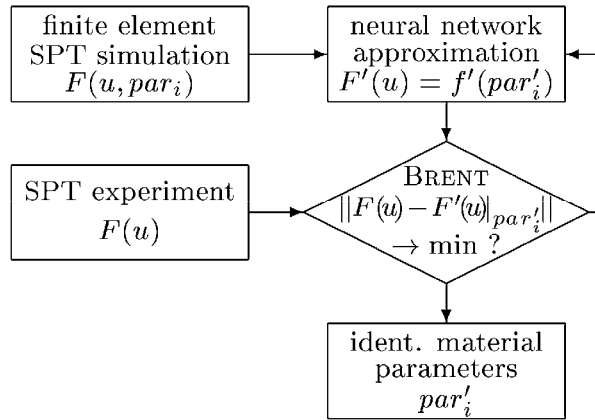 finite element
SPT simulation
F(u, par_i)
neural network
approximation
F'(u) = f'(par'_i)
SPT experiment
F(u)
BRENT
||F(u) − F'(u)|_{par'_i}||
→ min ?
ident. material
parameters
par'_i